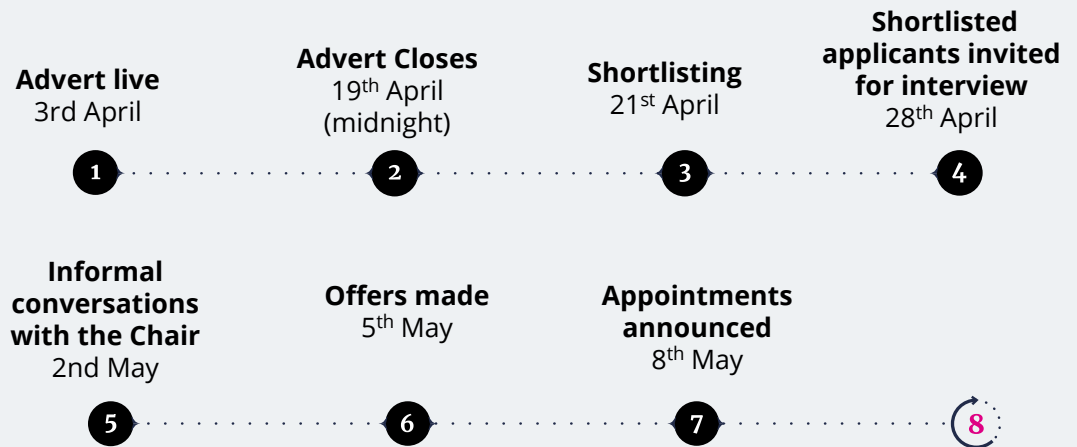 Advert live
3rd April
Advert Closes
19th April
(midnight)
Shortlisting
21st April
Shortlisted
applicants invited
for interview
28th April
1
2
3
4
Informal
conversations
with the Chair
2nd May
Offers made
5th May
Appointments
announced
8th May
5
6
7
8